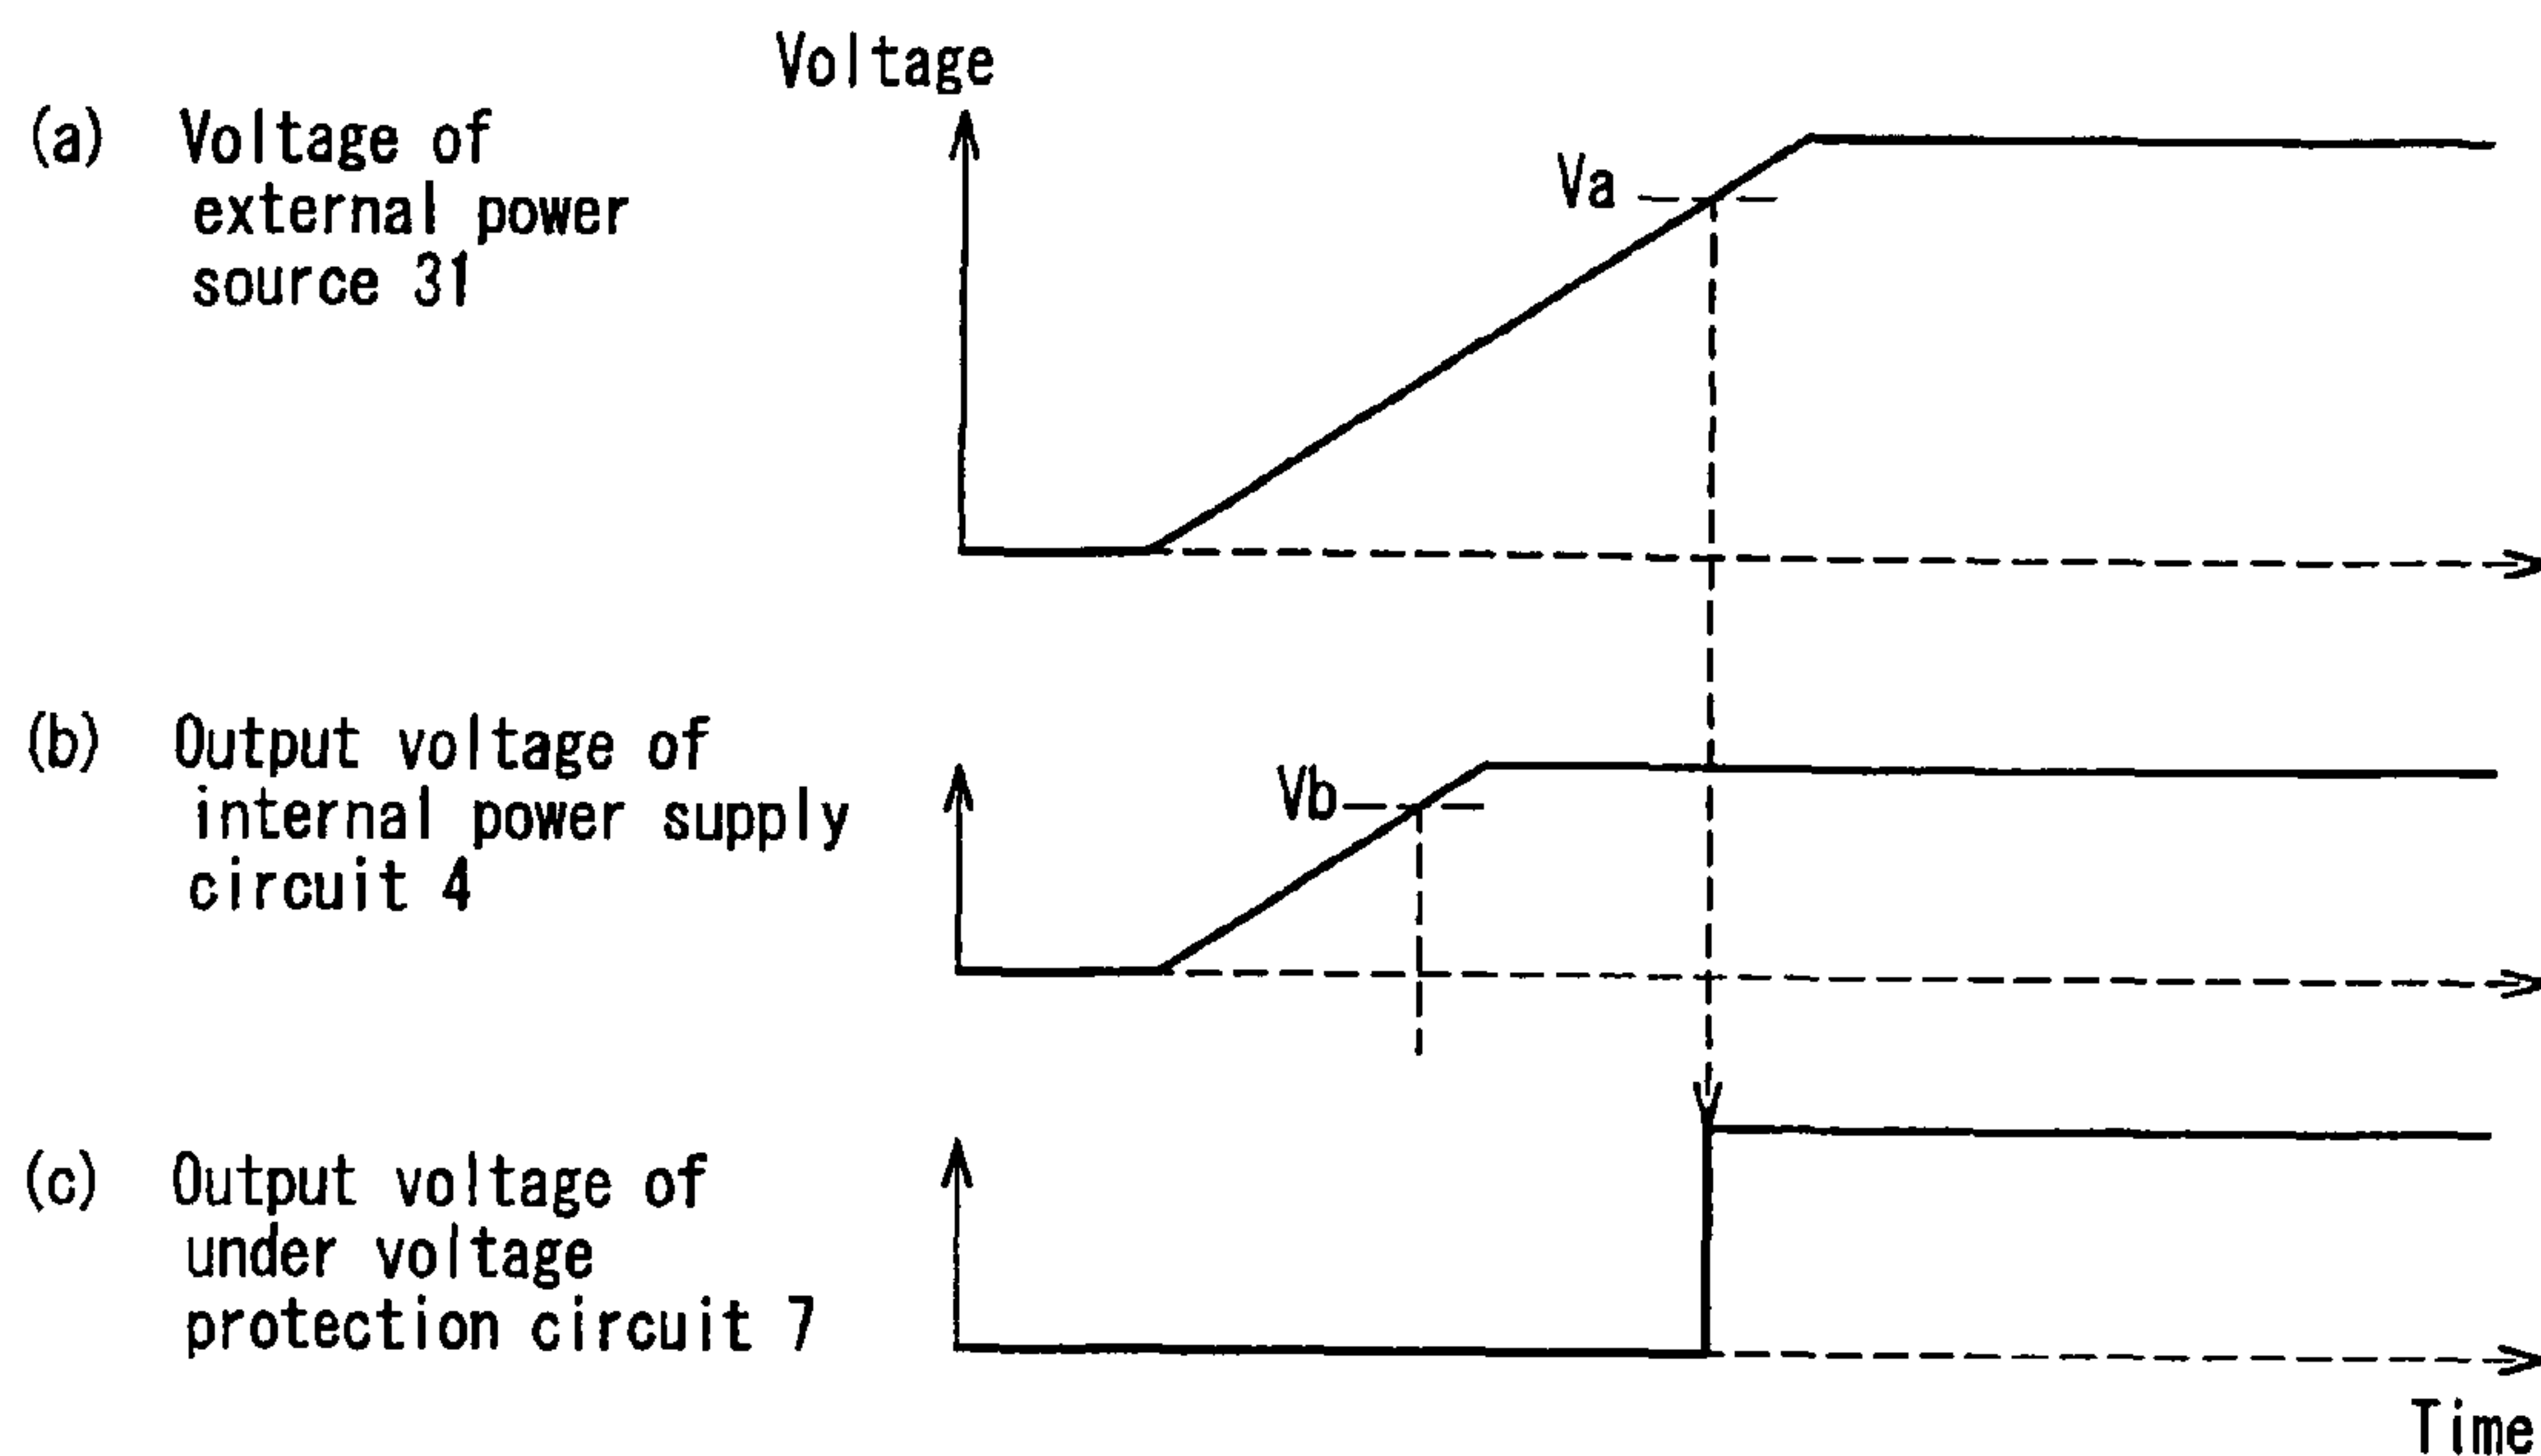 Voltage
(a) Voltage of
external power
source 31
Va
(b) Output voltage of
internal power supply
circuit 4
Vb
(c) Output voltage of
under voltage
protection circuit 7
Time